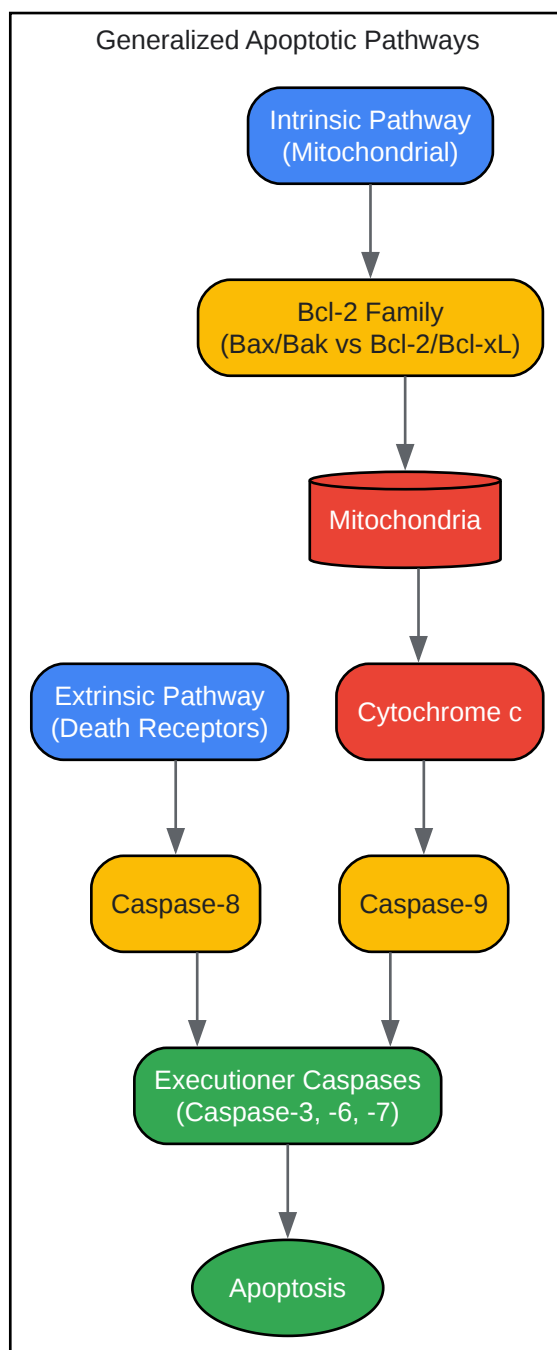 Generalized Apoptotic Pathways
Intrinsic Pathway
(Mitochondrial)
Bcl-2 Family
(Bax/Bak vs Bcl-2/Bcl-xL)
Mitochondria
Extrinsic Pathway
(Death Receptors)
Cytochrome c
Caspase-8
Caspase-9
Executioner Caspases
(Caspase-3, -6, -7)
Apoptosis